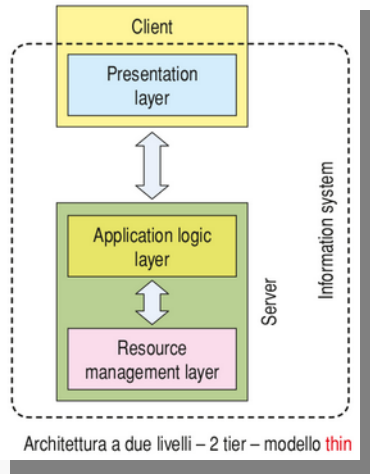 Client
Presentation
layer
Application logic
layer
Resource
management layer
Server
Information system
Architettura a due livelli – 2 tier – modello thin